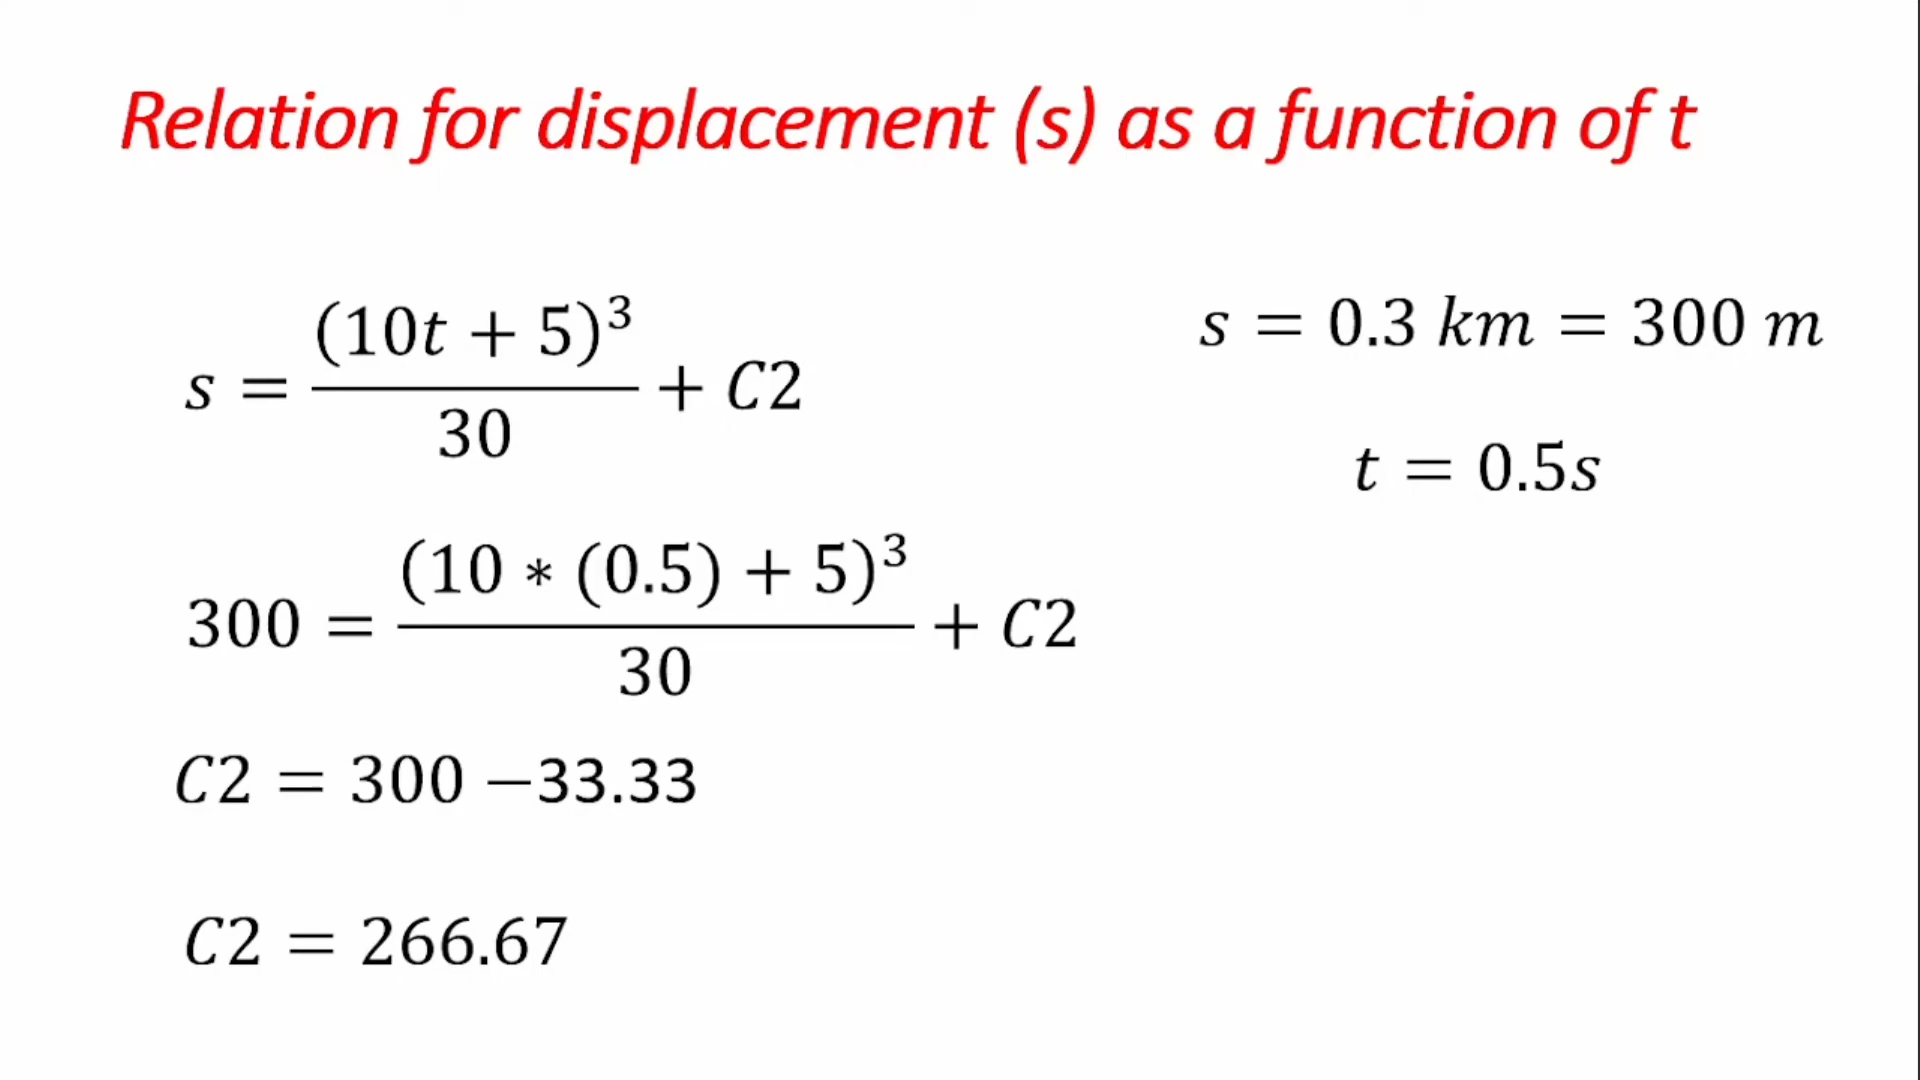 Relation for displacement (s) as a function of t
s = (10t + 5)³ / 30 + C2
s = 0.3 km = 300 m
t = 0.5s
300 = (10 * (0.5) + 5)³ / 30 + C2
C2 = 300 −33.33
C2 = 266.67